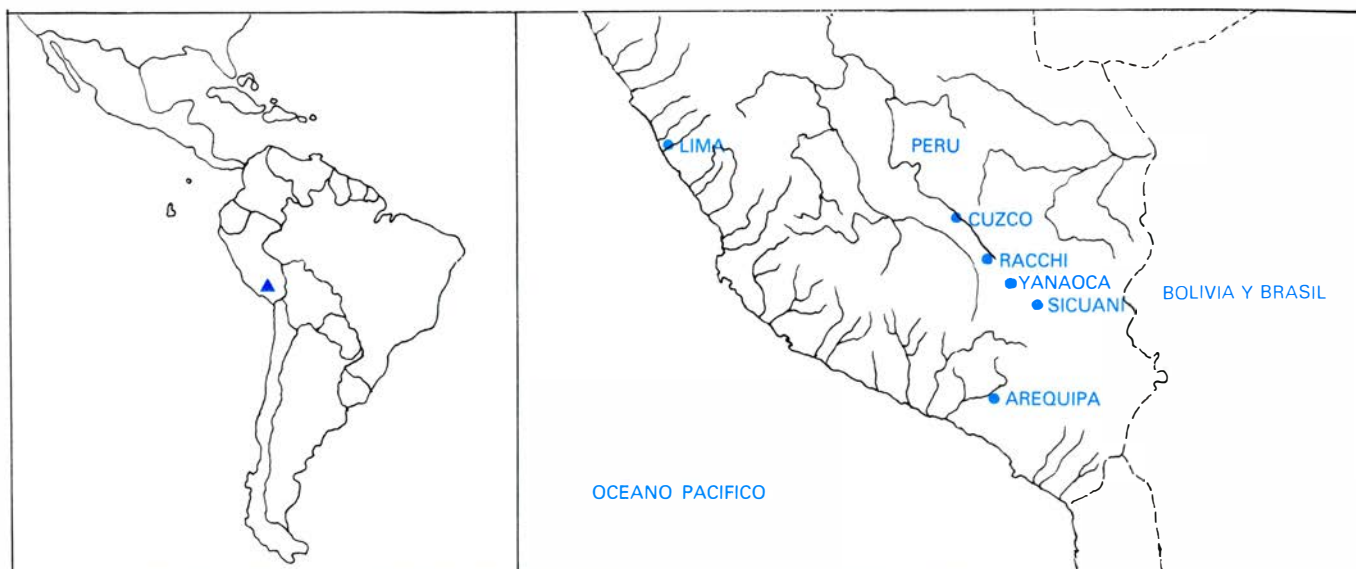 LIMA
PERU
CUZCO
RACCHI
YANAOCA
SICUANI
BOLIVIA Y BRASIL
AREQUIPA
OCEANO PACIFICO